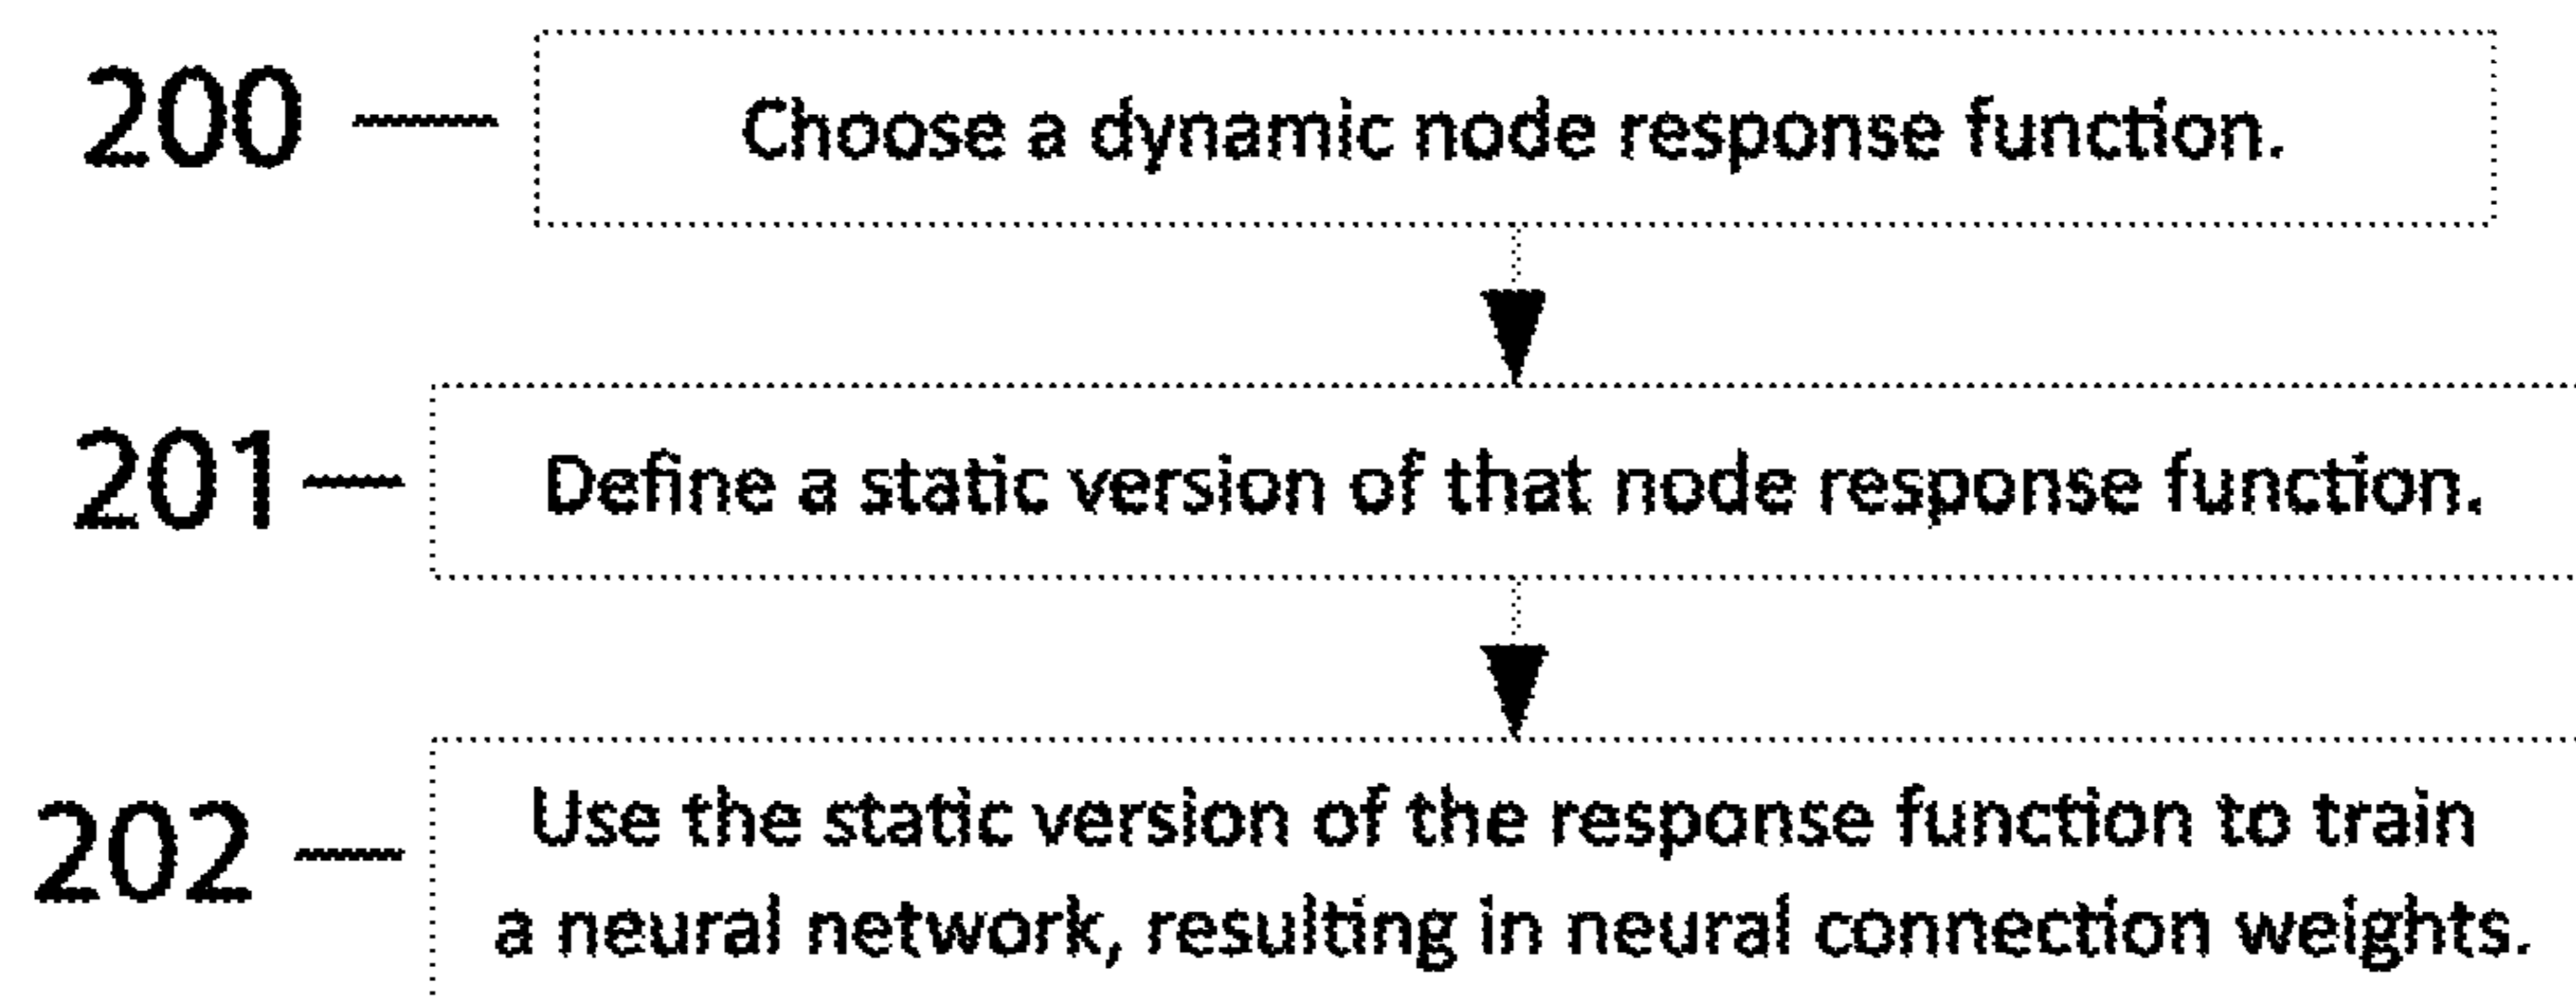 200
Choose a dynamic node response function.
201
Define a static version of that node response function.
202
Use the static version of the response function to train
a neural network, resulting in neural connection weights.